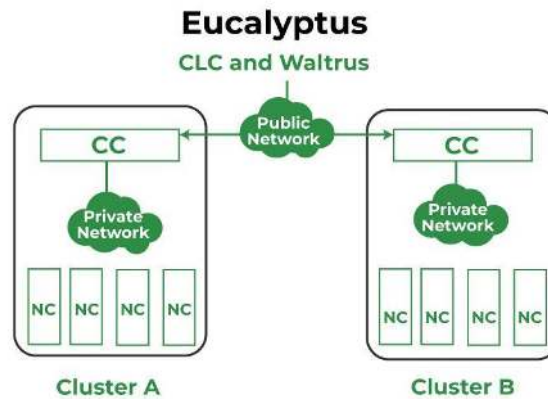 Eucalyptus
CLC and Waltrus
Public
Network
CC
CC
Private
Network
Private
Network
NC NC NC NC
NC NC NC NC
Cluster A
Cluster B